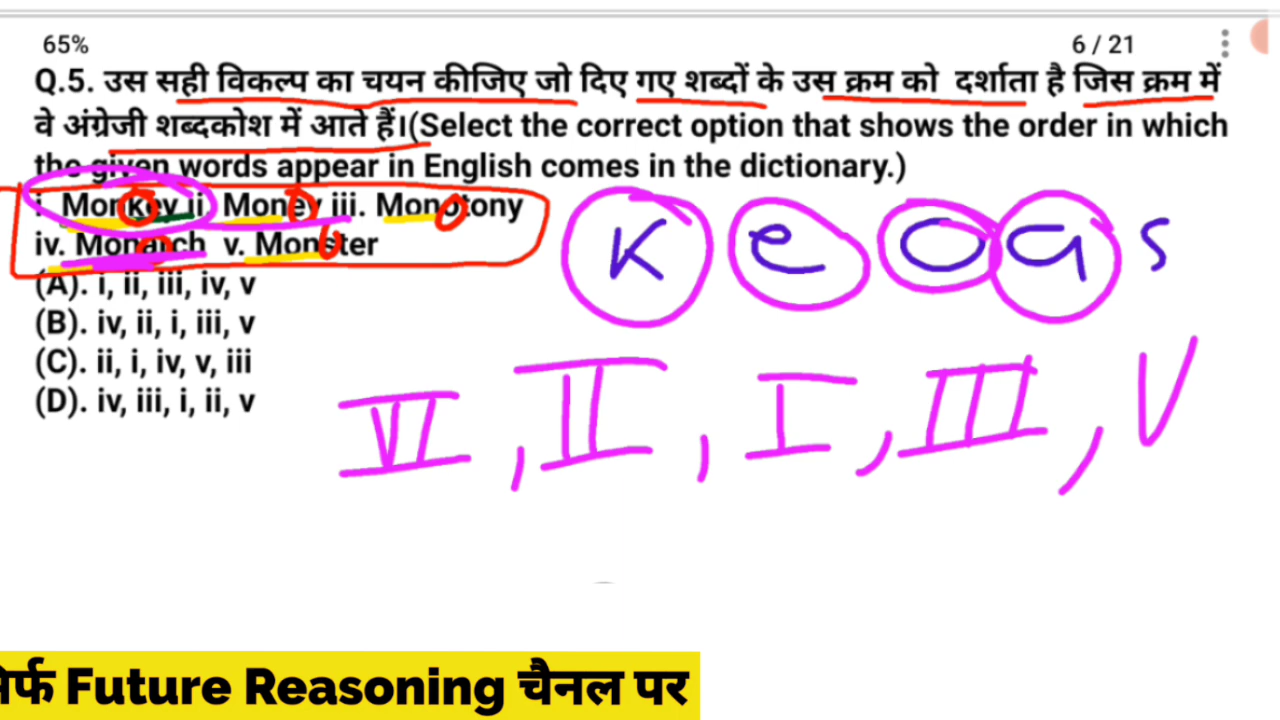 65% 6 / 21
Q.5. उस सही विकल्प का चयन कीजिए जो दिए गए शब्दों के उस क्रम को दर्शाता है जिस क्रम में
वे अंग्रेजी शब्दकोश में आते हैं।(Select the correct option that shows the order in which
the given words appear in English comes in the dictionary.)
i. Monkey ii. Money iii. Monotony
iv. Monarch v. Monster
K e o a s
(A). i, ii, iii, iv, v
(B). iv, ii, i, iii, v
(C). ii, i, iv, v, iii
(D). iv, iii, i, ii, v
VI, II, I, III, V
Future Reasoning चैनल पर